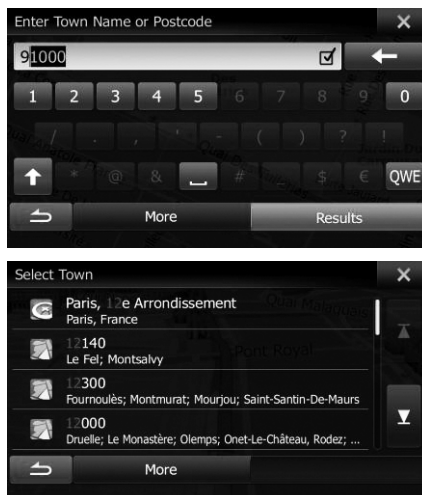 Enter Town Name or Postcode
91000
1 2 3 4 5 6 7 8 9 0
/ . , ' - ( ) ? !
* @ & # $ € QWE
More Results
Select Town
Paris, 12e Arrondissement
Paris, France
12140
Le Fel; Montsalvy
12300
Fournoulès; Montmurat; Mourjou; Saint-Santin-De-Maurs
12000
Druelle; Le Monastère; Olemps; Onet-Le-Château, Rodez; ...
More